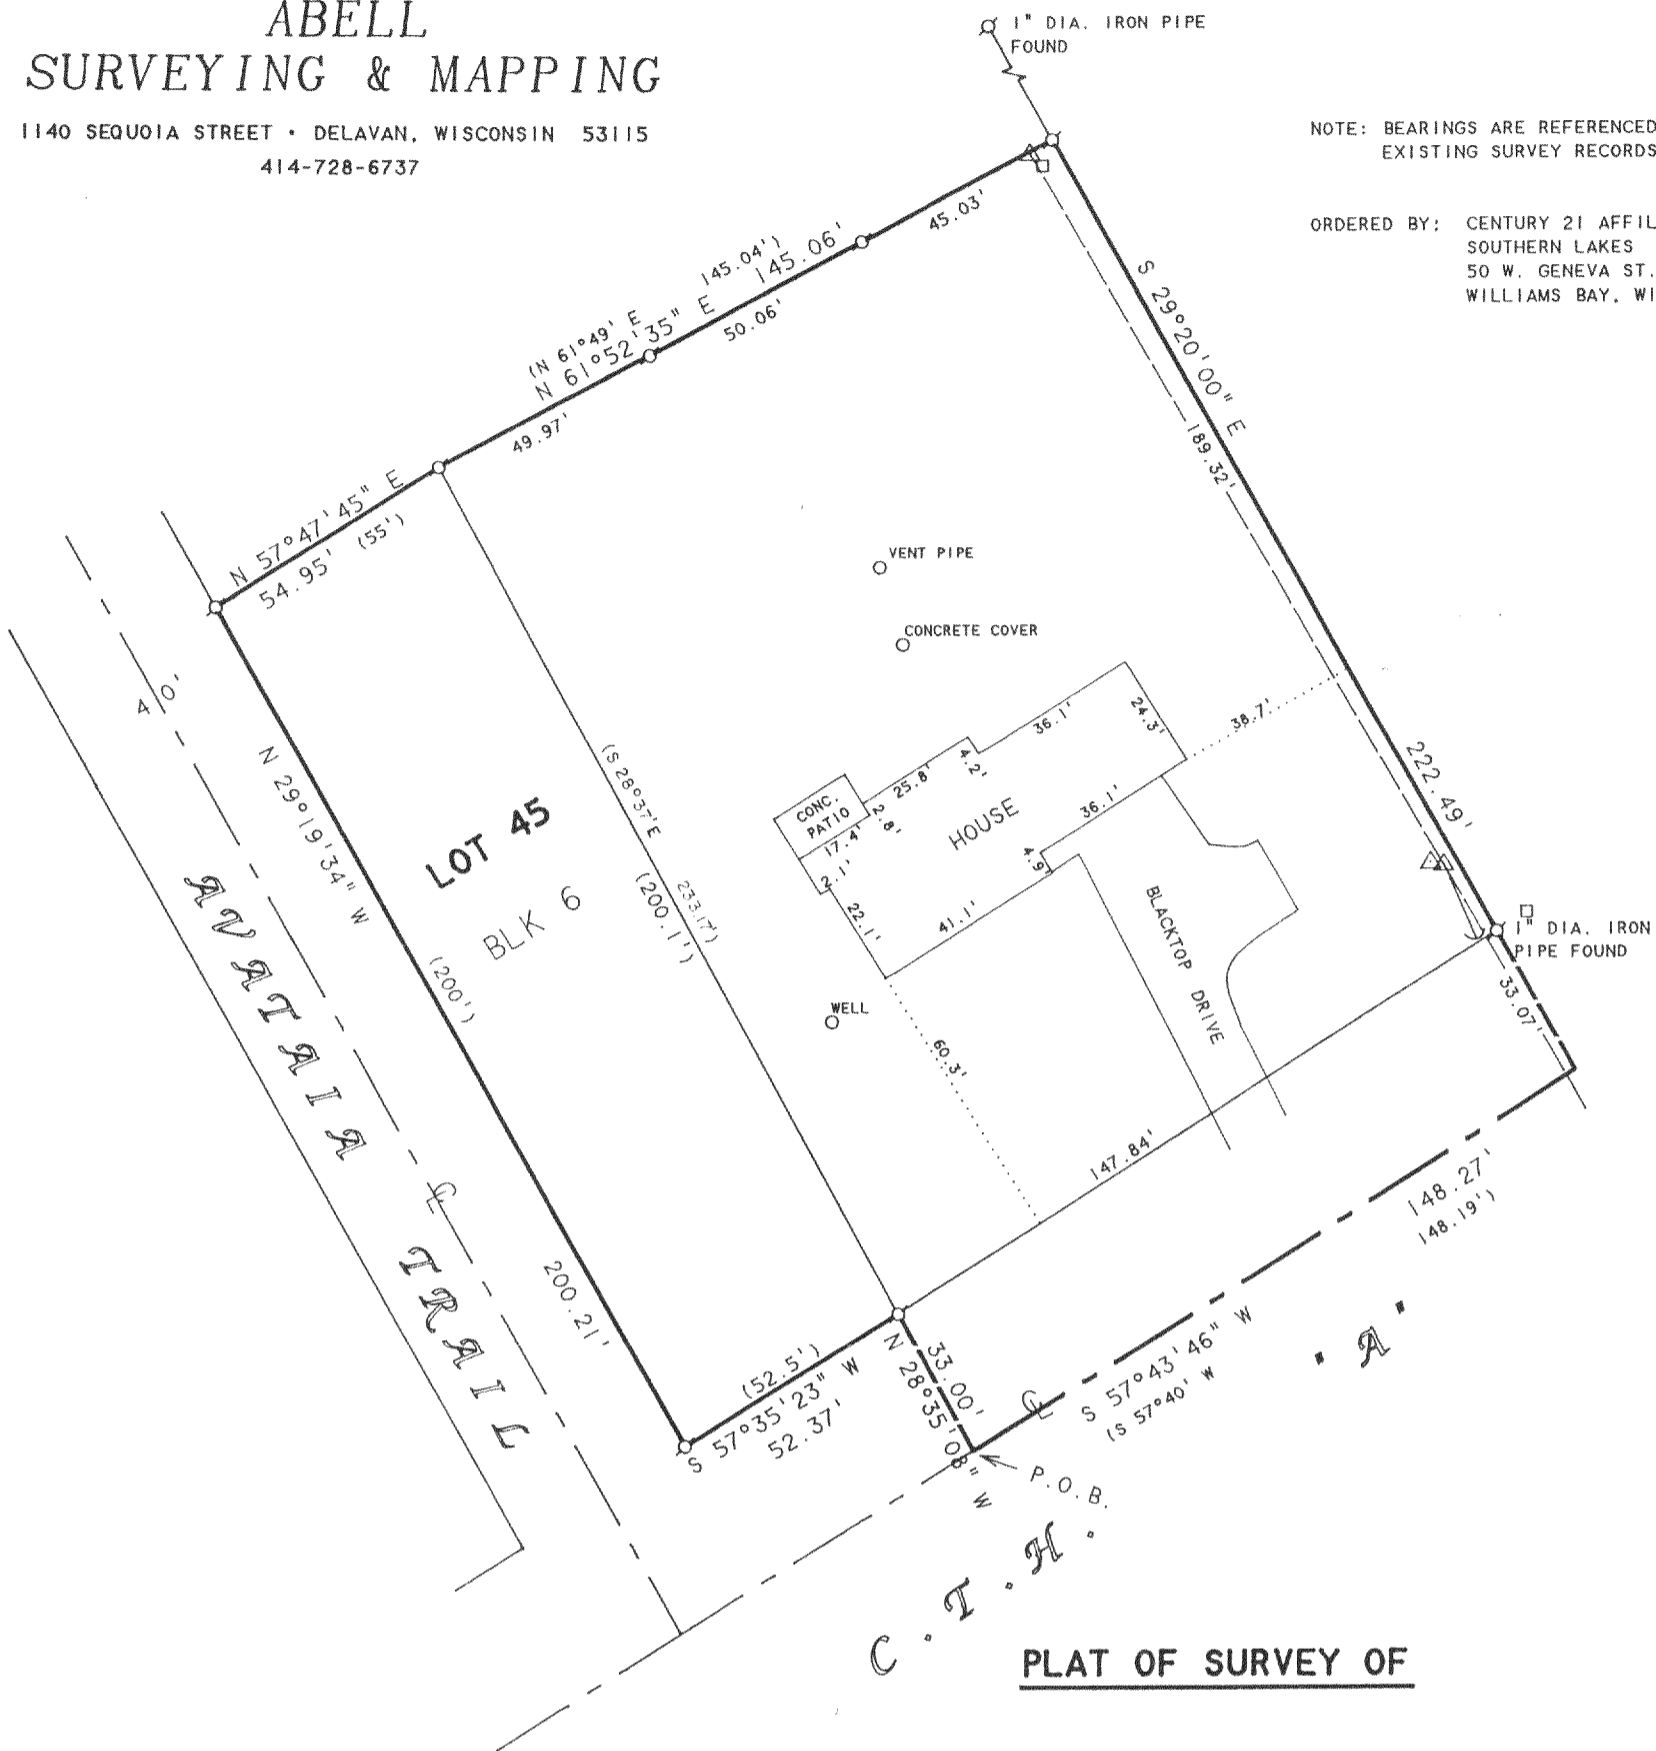 ABELL
SURVEYING & MAPPING
1140 SEQUOIA STREET • DELAVAN, WISCONSIN 53115
414-728-6737
1" DIA. IRON PIPE
FOUND
NOTE: BEARINGS ARE REFERENCED
EXISTING SURVEY RECORDS
ORDERED BY: CENTURY 21 AFFIL
SOUTHERN LAKES
50 W. GENEVA ST.
WILLIAMS BAY, WI
45.03'
145.04')
145.06'
50.06'
(N 61°49' E
N 61°52'35" E
49.97'
S 29°20'00" E
189.32'
N 57°47'45" E
54.95' (55')
VENT PIPE
CONCRETE COVER
40'
N 29°19'34" W
(200')
200.21'
LOT 45
BLK 6
(S 28°37'E
233.17')
(200.1')
36.1'
24.3'
38.7'
4.2'
25.8'
2.8'
CONC.
PATIO
17.4'
2.1'
HOUSE
36.1'
4.9'
22.1'
41.1'
222.49'
BLACKTOP DRIVE
1" DIA. IRON
PIPE FOUND
33.07'
WELL
60.3'
147.84'
AVATAIA TRAIL
℄
148.27'
148.19')
(52.5')
S 57°35'23" W
52.37'
33.00'
N 28°35'08" W
℄
S 57°43'46" W
(S 57°40' W
P.O.B.
C.T.H. "A"
PLAT OF SURVEY OF